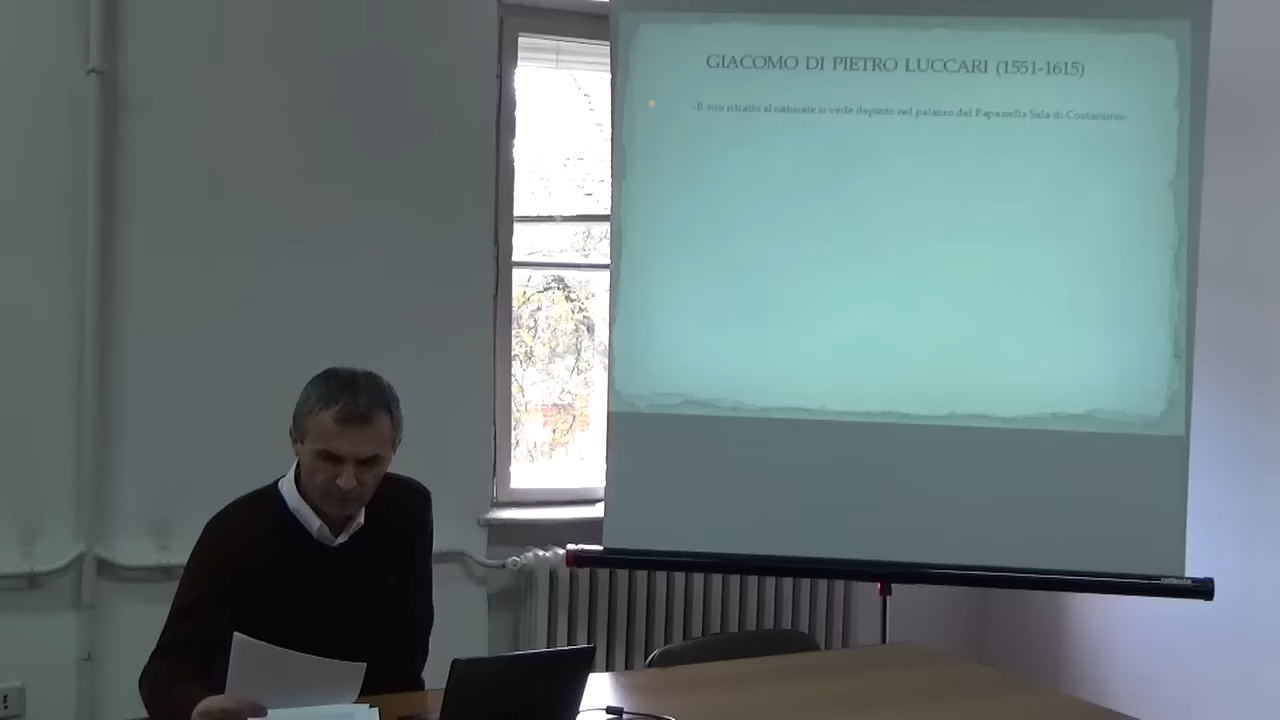 GIACOMO DI PIETRO LUCCARI (1551-1615)
«Il suo ritratto al naturale si vede depinto nel palazzo del Papa nella Sala di Costantino»